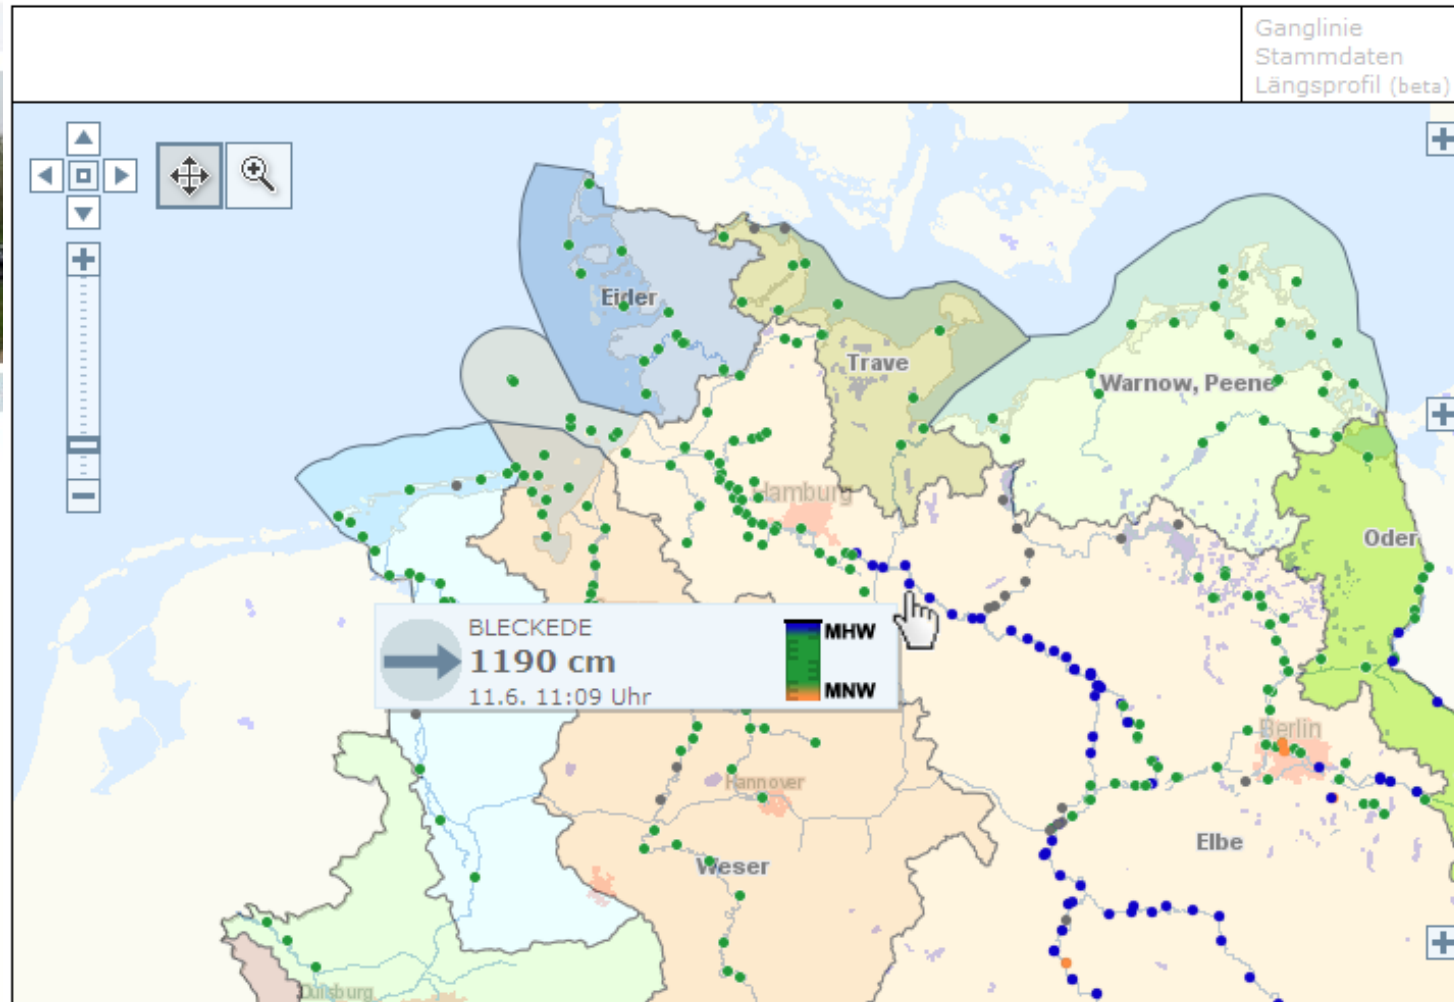 Ganglinie
Stammdaten
Längsprofil (beta)
Eider
Trave
Warnow, Peene
Hamburg
Oder
BLECKEDE
1190 cm
11.6. 11:09 Uhr
MHW
MNW
Berlin
Hannover
Elbe
Weser
Duisburg